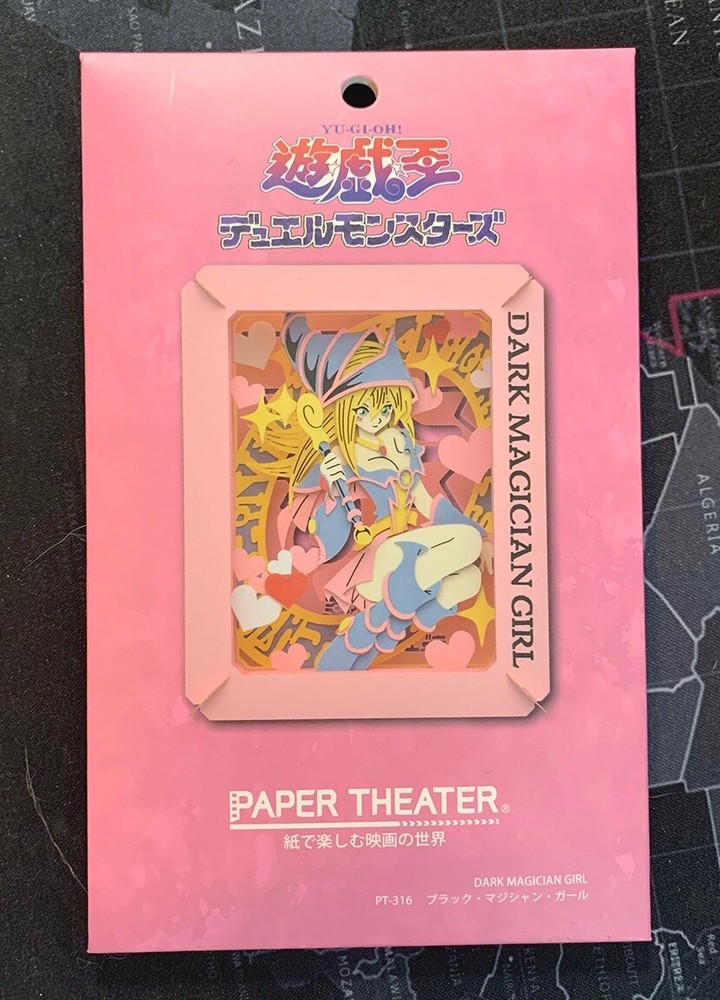 YU-GI-OH!
遊☆戯☆王
デュエルモンスターズ
DARK MAGICIAN GIRL
PAPER THEATER®
紙で楽しむ映画の世界
DARK MAGICIAN GIRL
PT-316 ブラック・マジシャン・ガール
ALGERIA